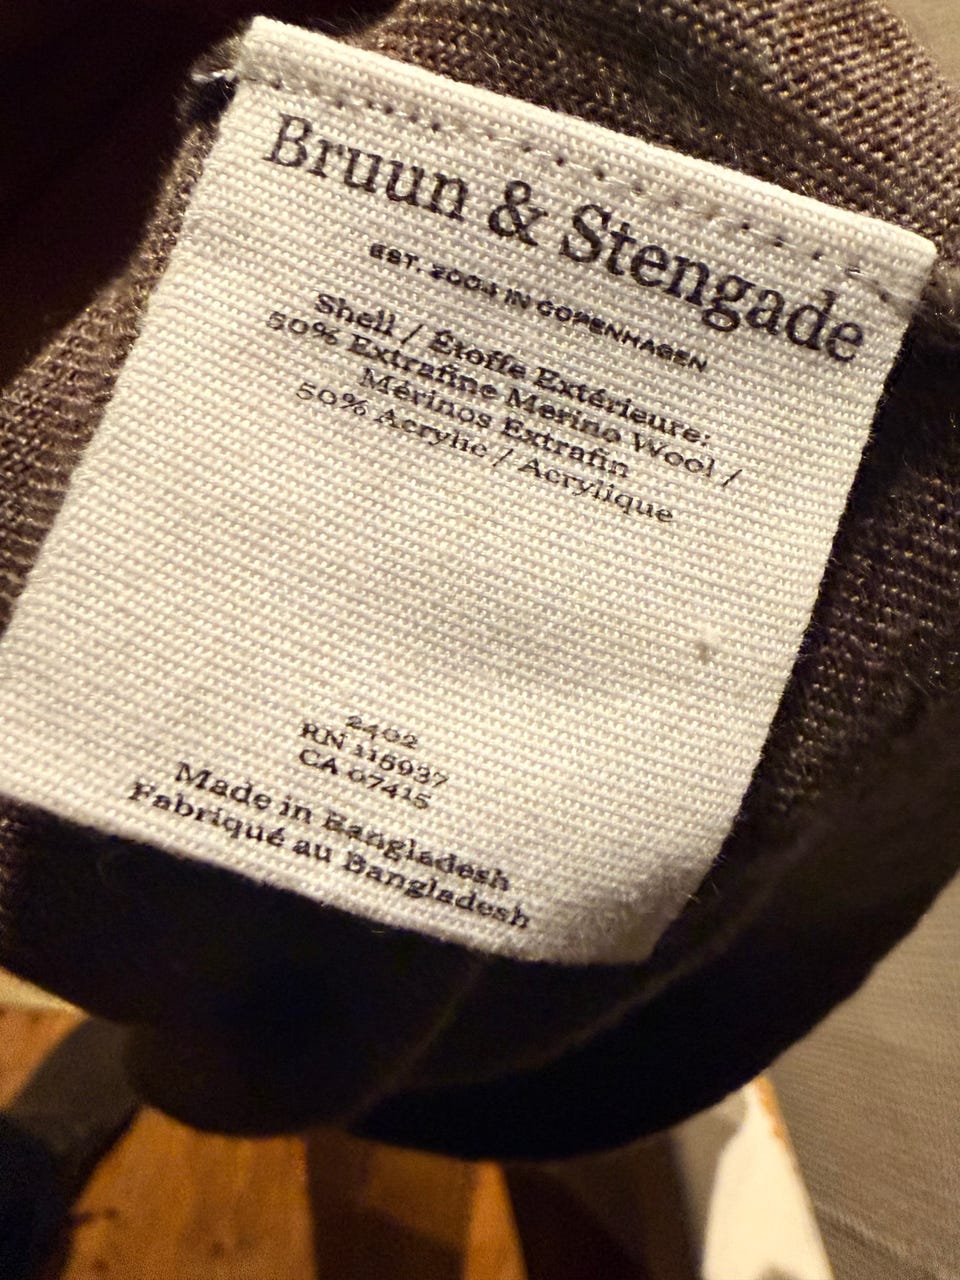 Bruun & Stengade
EST. 2004 IN COPENHAGEN
Shell / Étoffe Extérieure:
50% Extrafine Merino Wool /
Mérinos Extrafin
50% Acrylic / Acrylique
2402
RN 116937
CA 07415
Made in Bangladesh
Fabriqué au Bangladesh